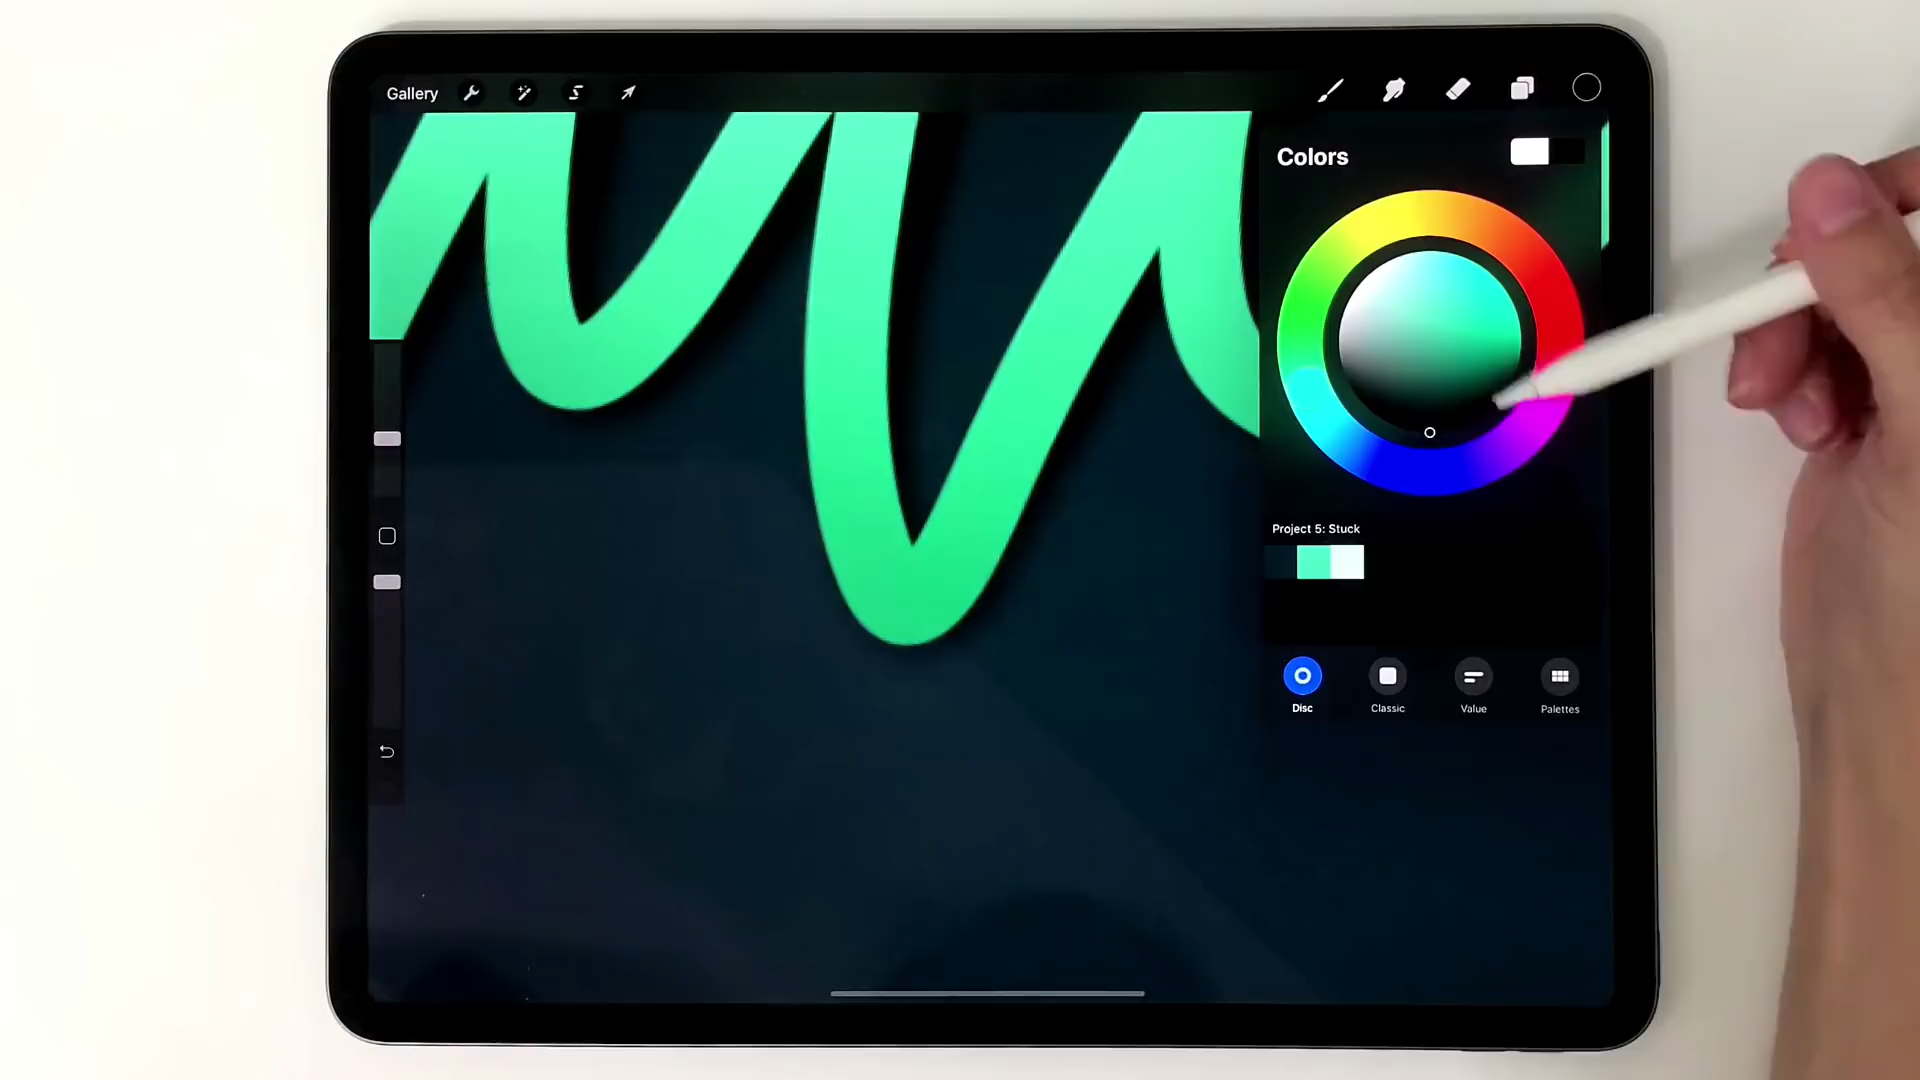 Gallery
Colors
Project 5: Stuck
Disc
Classic
Value
Palettes